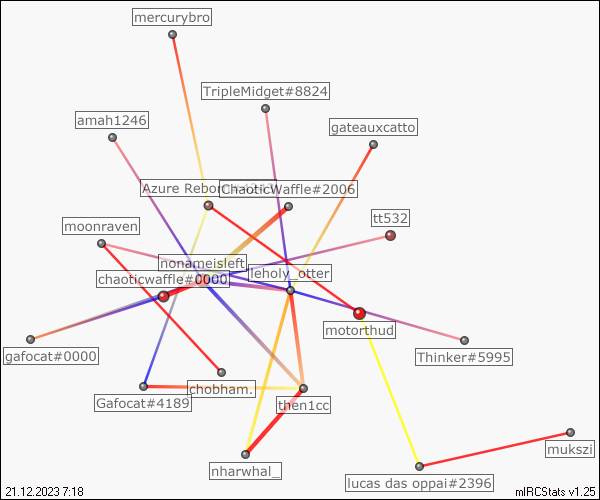 mercurybro
TripleMidget#8824
amah1246
gateauxcatto
Azure Reborn
ChaoticWaffle#2006
tt532
moonraven
nonameisleft
leholy_otter
chaoticwaffle#0000
motorthud
gafocat#0000
Thinker#5995
chobham.
Gafocat#4189
then1cc
mukszi
nharwhal_
lucas das oppai#2396
21.12.2023 7:18
mIRCStats v1.25